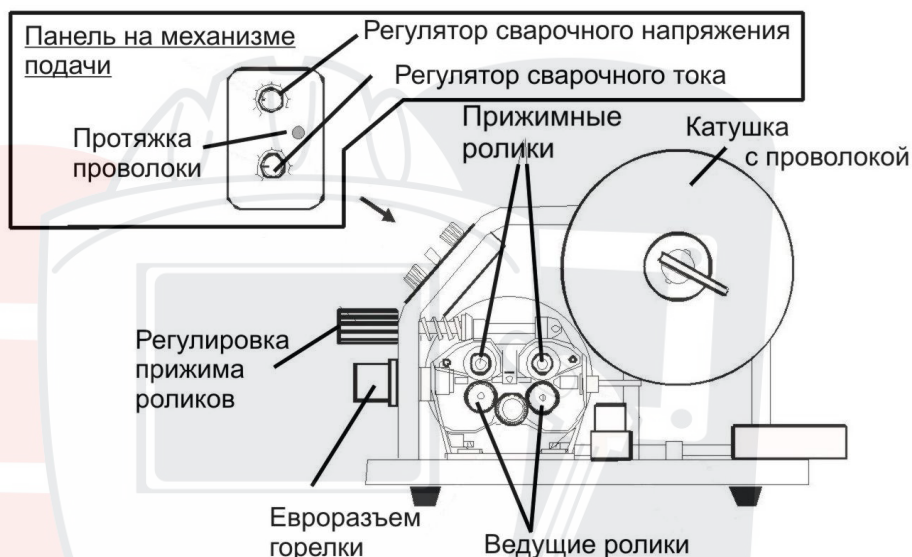 Панель на механизме
подачи
Регулятор сварочного напряжения
Регулятор сварочного тока
Протяжка
проволоки
Прижимные
ролики
Катушка
с проволокой
Регулировка
прижима
роликов
Евроразъем
горелки
Ведущие ролики